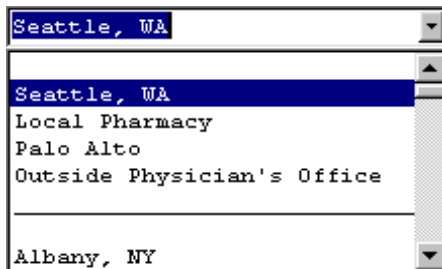 Seattle, WA
Seattle, WA
Local Pharmacy
Palo Alto
Outside Physician's Office
Albany, NY